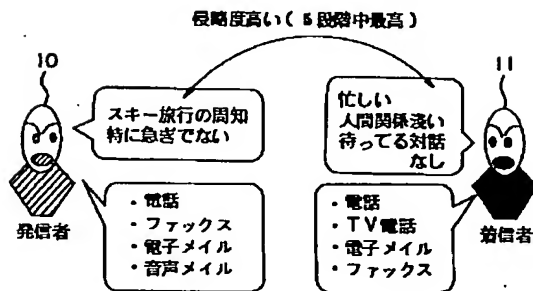 侵略度高い（5段階中最高）
10
11
スキー旅行の周知
特に急ぎでない
忙しい
人間関係浅い
待ってる対話
なし
・電話
・ファックス
・電子メイル
・音声メイル
・電話
・TV電話
・電子メイル
・ファックス
発信者
着信者